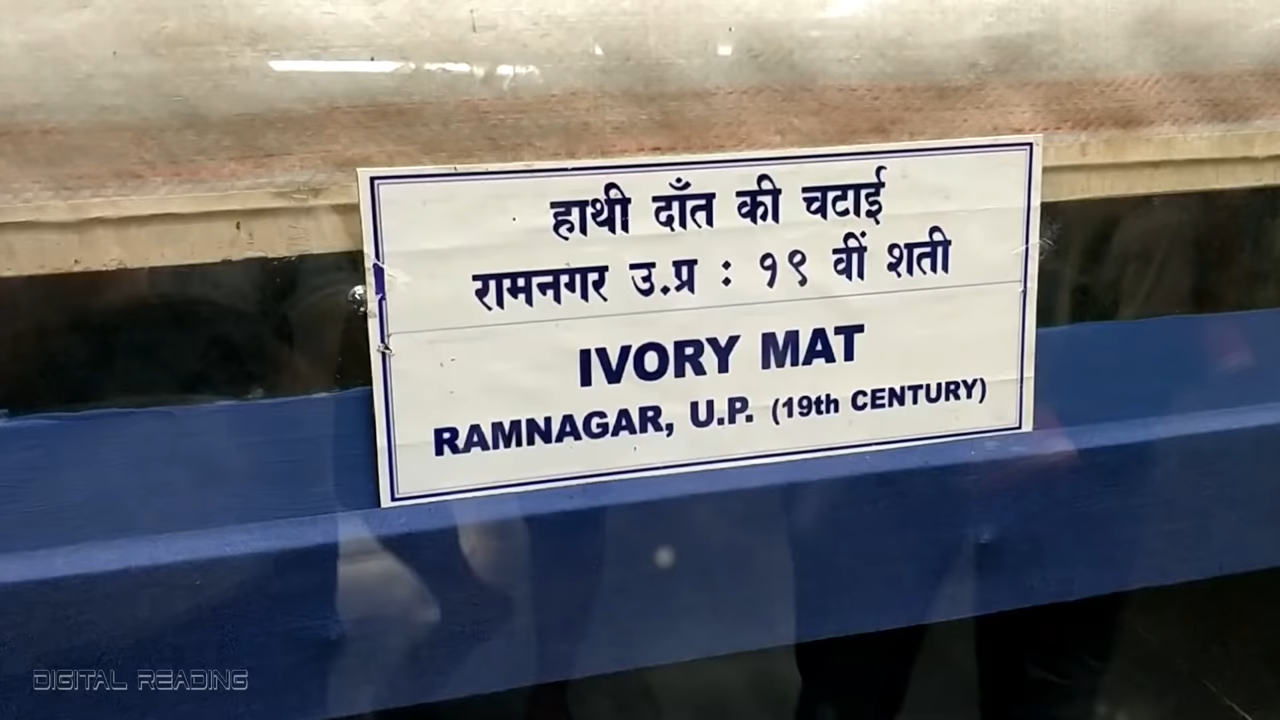 हाथी दाँत की चटाई
रामनगर उ.प्र : १९ वीं शती
IVORY MAT
RAMNAGAR, U.P. (19th CENTURY)
DIGITAL READING